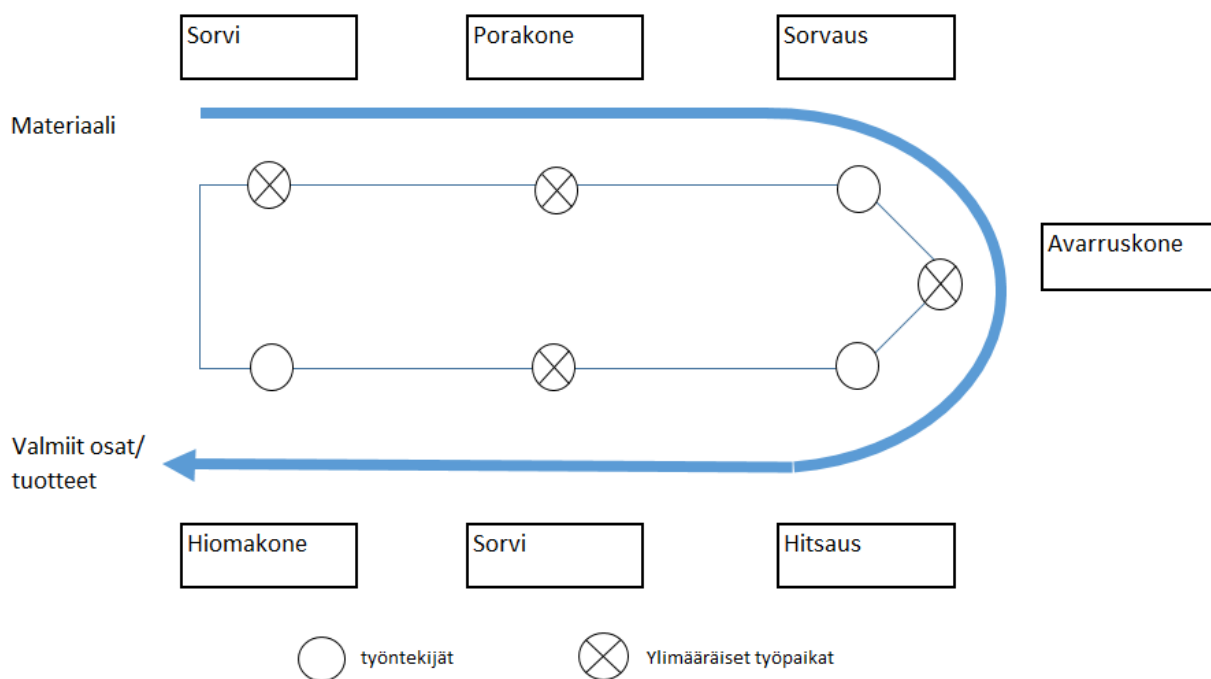 Sorvi
Porakone
Sorvaus
Materiaali
Avarruskone
Valmiit osat/
tuotteet
Hiomakone
Sorvi
Hitsaus
työntekijät
Ylimääräiset työpaikat